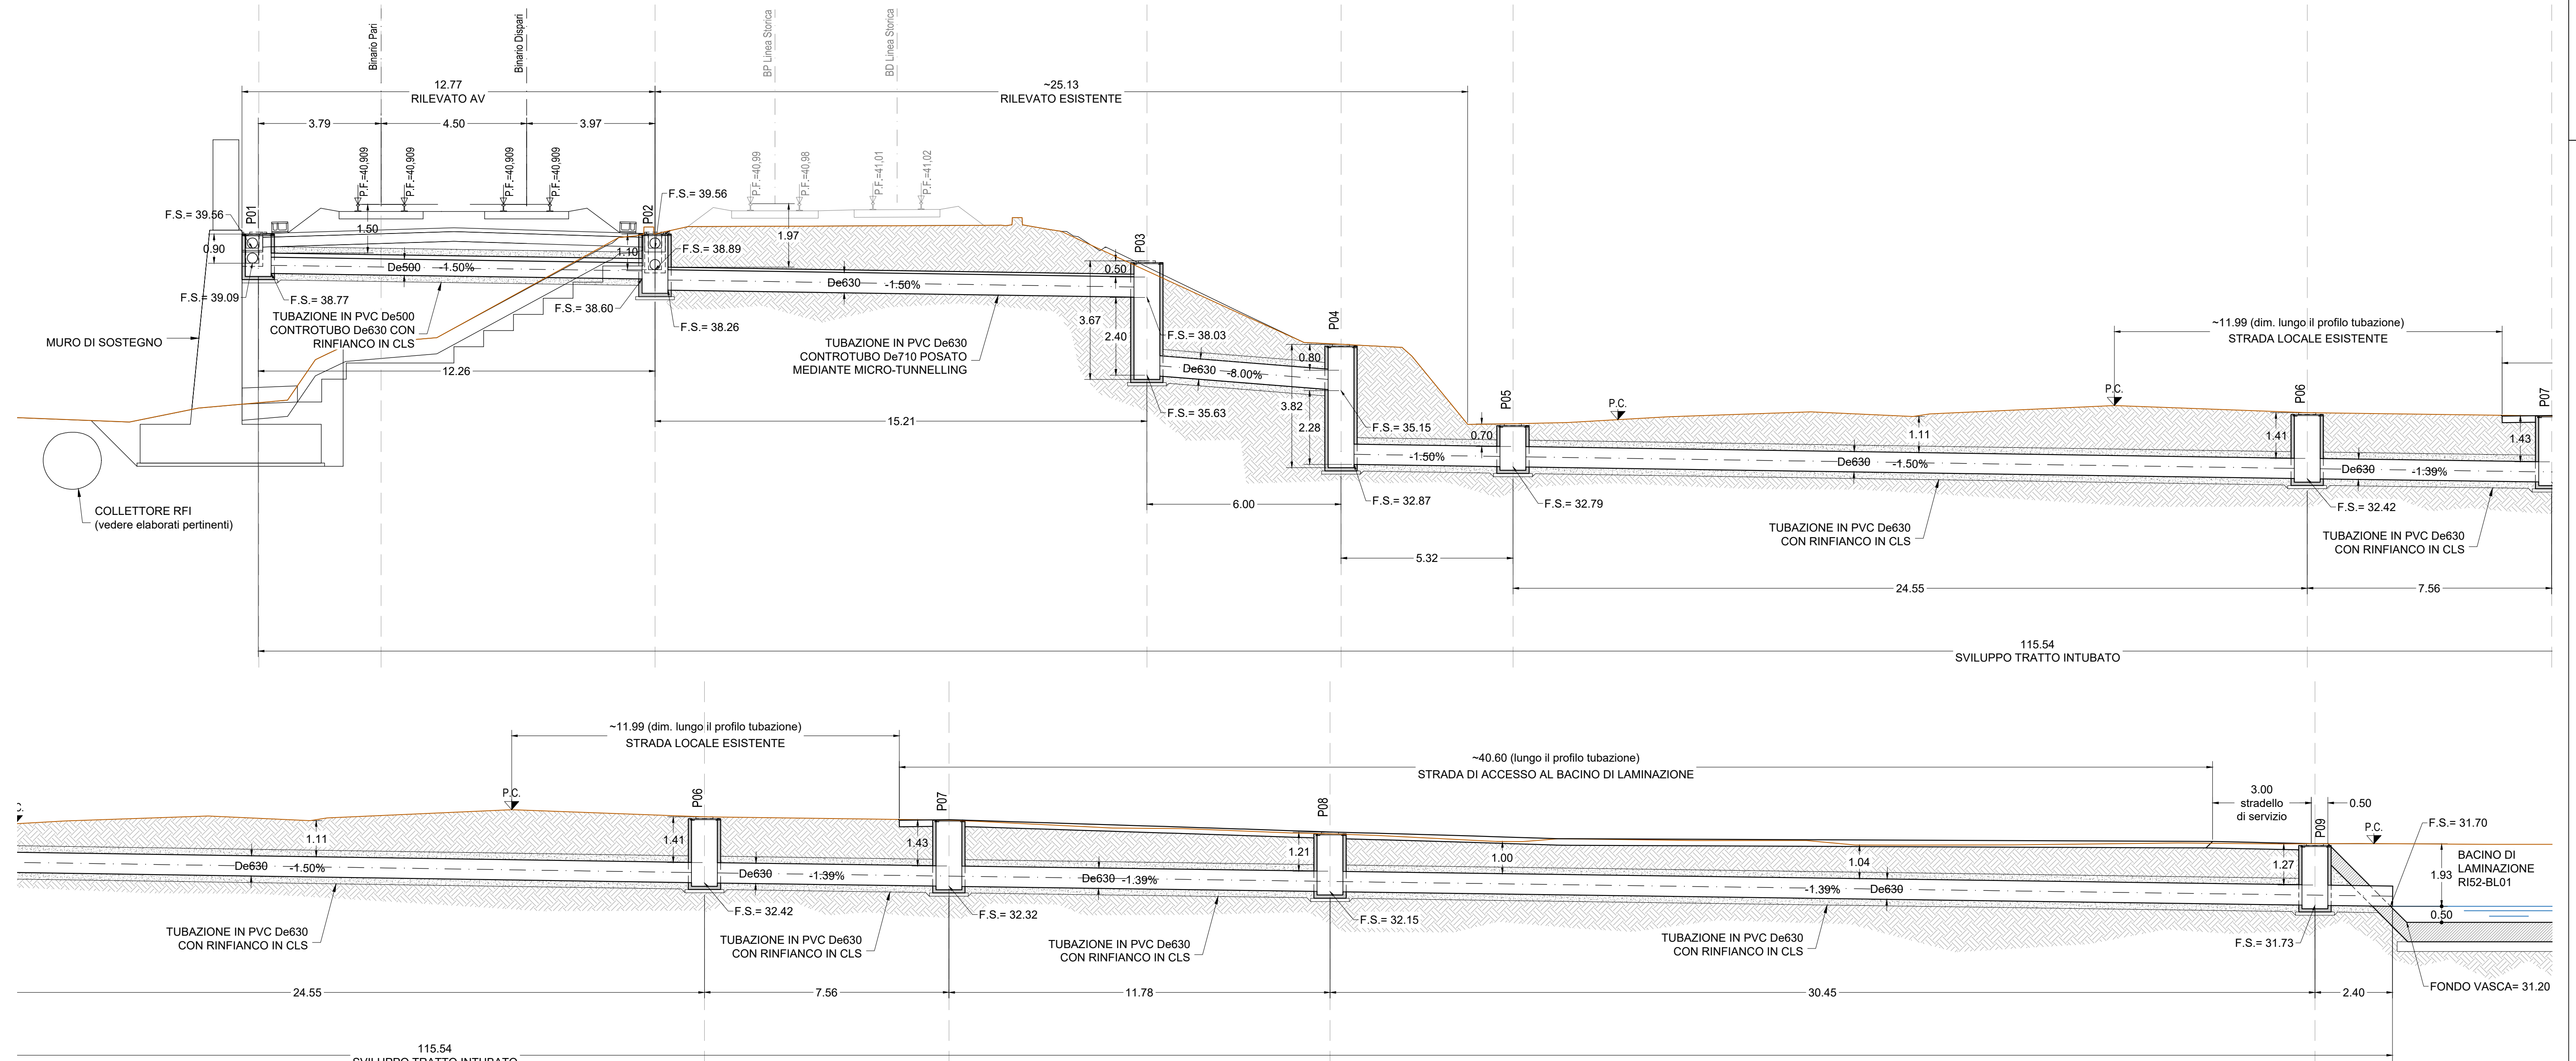 Binario Pari
Binario Dispari
BP Linea Storica
BD Linea Storica
12.77
RILEVATO AV
~25.13
RILEVATO ESISTENTE
3.79
4.50
3.97
P.F.=40,909
P.F.=40,909
P.F.=40,909
P.F.=40,909
P.F.=40,99
P.F.=40,98
P.F.=41,01
P.F.=41,02
F.S.= 39.56
P01
P02
F.S.= 39.56
0.90
1.50
1.10
F.S.= 38.89
1.97
P03
0.50
De500
-1.50%
De630
-1.50%
F.S.= 39.09
F.S.= 38.77
F.S.= 38.60
F.S.= 38.26
TUBAZIONE IN PVC De500
CONTROTUBO De630 CON
RINFIANCO IN CLS
MURO DI SOSTEGNO
12.26
TUBAZIONE IN PVC De630
CONTROTUBO De710 POSATO
MEDIANTE MICRO-TUNNELLING
3.67
2.40
F.S.= 38.03
P04
0.80
De630
-8.00%
F.S.= 35.63
3.82
2.28
F.S.= 35.15
15.21
P05
0.70
-1.50%
F.S.= 32.87
F.S.= 32.79
6.00
5.32
COLLETTORE RFI
(vedere elaborati pertinenti)
P.C.
P.C.
~11.99 (dim. lungo il profilo tubazione)
STRADA LOCALE ESISTENTE
P06
P07
1.11
1.41
1.43
De630
-1.50%
De630
-1.39%
F.S.= 32.42
TUBAZIONE IN PVC De630
CON RINFIANCO IN CLS
TUBAZIONE IN PVC De630
CON RINFIANCO IN CLS
24.55
7.56
115.54
SVILUPPO TRATTO INTUBATO
~11.99 (dim. lungo il profilo tubazione)
STRADA LOCALE ESISTENTE
~40.60 (lungo il profilo tubazione)
STRADA DI ACCESSO AL BACINO DI LAMINAZIONE
3.00
stradello
di servizio
0.50
P.C.
P06
P07
P08
P09
P.C.
F.S.= 31.70
1.11
1.41
1.43
1.21
1.00
1.04
1.27
1.93
BACINO DI
LAMINAZIONE
RI52-BL01
0.50
De630
-1.50%
De630
-1.39%
De630
-1.39%
-1.39%
De630
F.S.= 32.42
F.S.= 32.32
F.S.= 32.15
F.S.= 31.73
TUBAZIONE IN PVC De630
CON RINFIANCO IN CLS
TUBAZIONE IN PVC De630
CON RINFIANCO IN CLS
TUBAZIONE IN PVC De630
CON RINFIANCO IN CLS
TUBAZIONE IN PVC De630
CON RINFIANCO IN CLS
FONDO VASCA= 31.20
24.55
7.56
11.78
30.45
2.40
115.54
SVILUPPO TRATTO INTUBATO